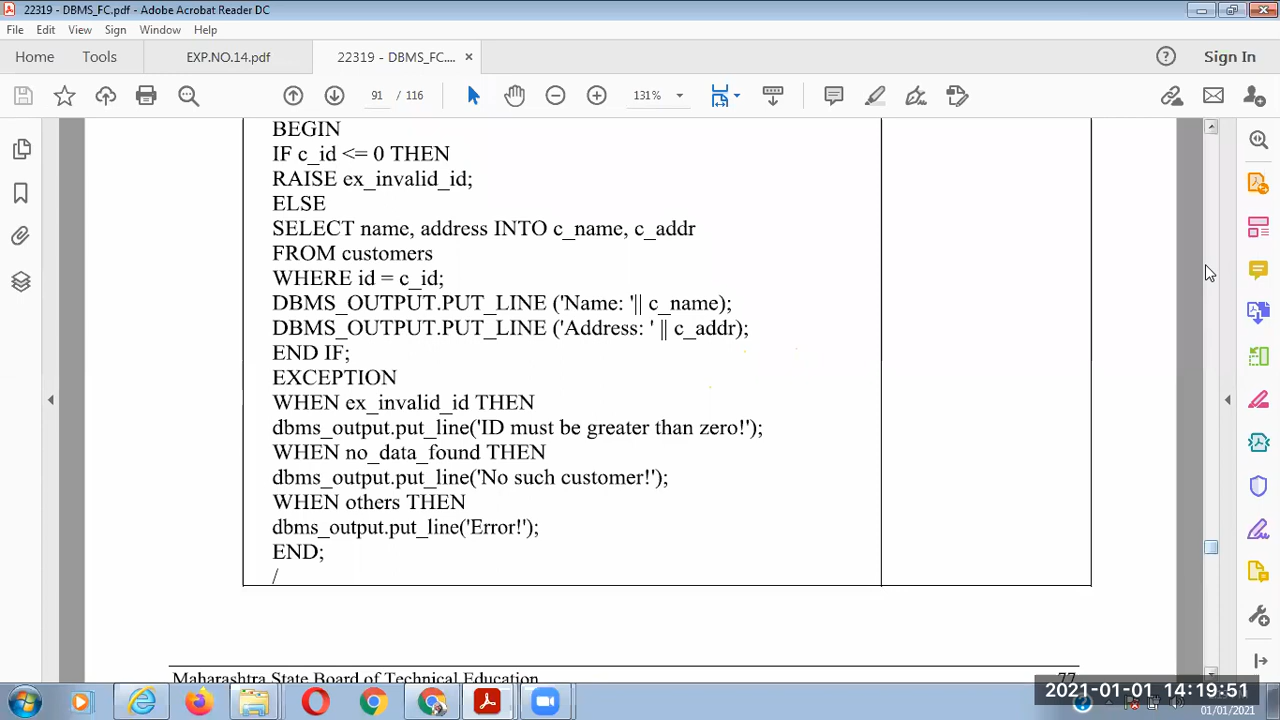 22319 - DBMS_FC.pdf - Adobe Acrobat Reader DC
File Edit View Sign Window Help
Home Tools EXP.NO.14.pdf 22319 - DBMS_FC.... × Sign In
91 / 116 131%
BEGIN
IF c_id <= 0 THEN
RAISE ex_invalid_id;
ELSE
SELECT name, address INTO c_name, c_addr
FROM customers
WHERE id = c_id;
DBMS_OUTPUT.PUT_LINE ('Name: '|| c_name);
DBMS_OUTPUT.PUT_LINE ('Address: ' || c_addr);
END IF;
EXCEPTION
WHEN ex_invalid_id THEN
dbms_output.put_line('ID must be greater than zero!');
WHEN no_data_found THEN
dbms_output.put_line('No such customer!');
WHEN others THEN
dbms_output.put_line('Error!');
END;
/
Maharashtra State Board of Technical Education 77
2021-01-01 14:19:51
01/01/2021